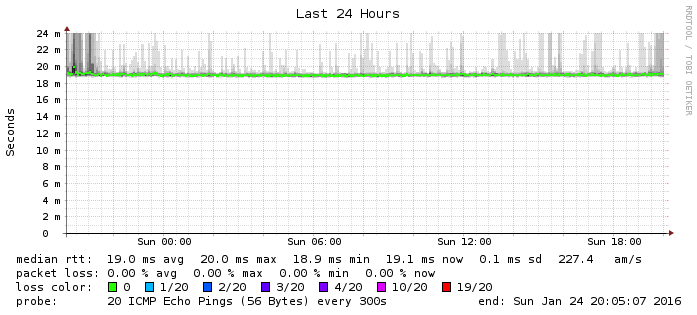 Last 24 Hours
RRDTOOL / TOBI OETIKER
Seconds
24 m
22 m
20 m
18 m
16 m
14 m
12 m
10 m
8 m
6 m
4 m
2 m
0
Sun 00:00 Sun 06:00 Sun 12:00 Sun 18:00
median rtt: 19.0 ms avg 20.0 ms max 18.9 ms min 19.1 ms now 0.1 ms sd 227.4 am/s
packet loss: 0.00 % avg 0.00 % max 0.00 % min 0.00 % now
loss color: 0 1/20 2/20 3/20 4/20 10/20 19/20
probe: 20 ICMP Echo Pings (56 Bytes) every 300s end: Sun Jan 24 20:05:07 2016